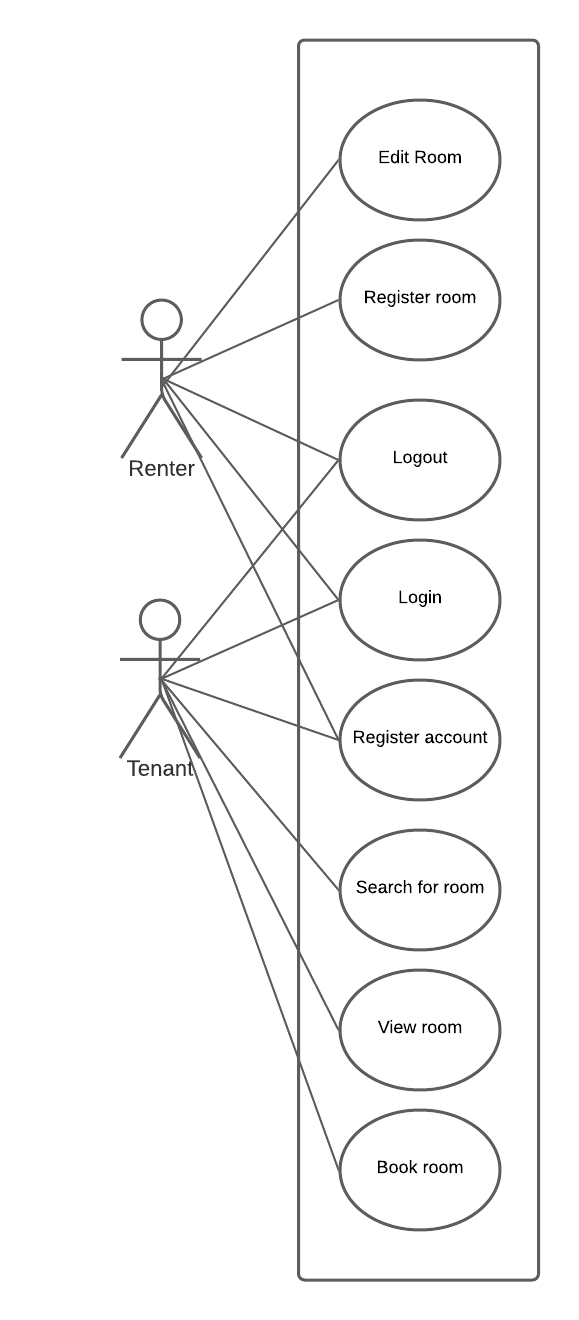 Edit Room
Register room
Renter
Logout
Login
Tenant
Register account
Search for room
View room
Book room